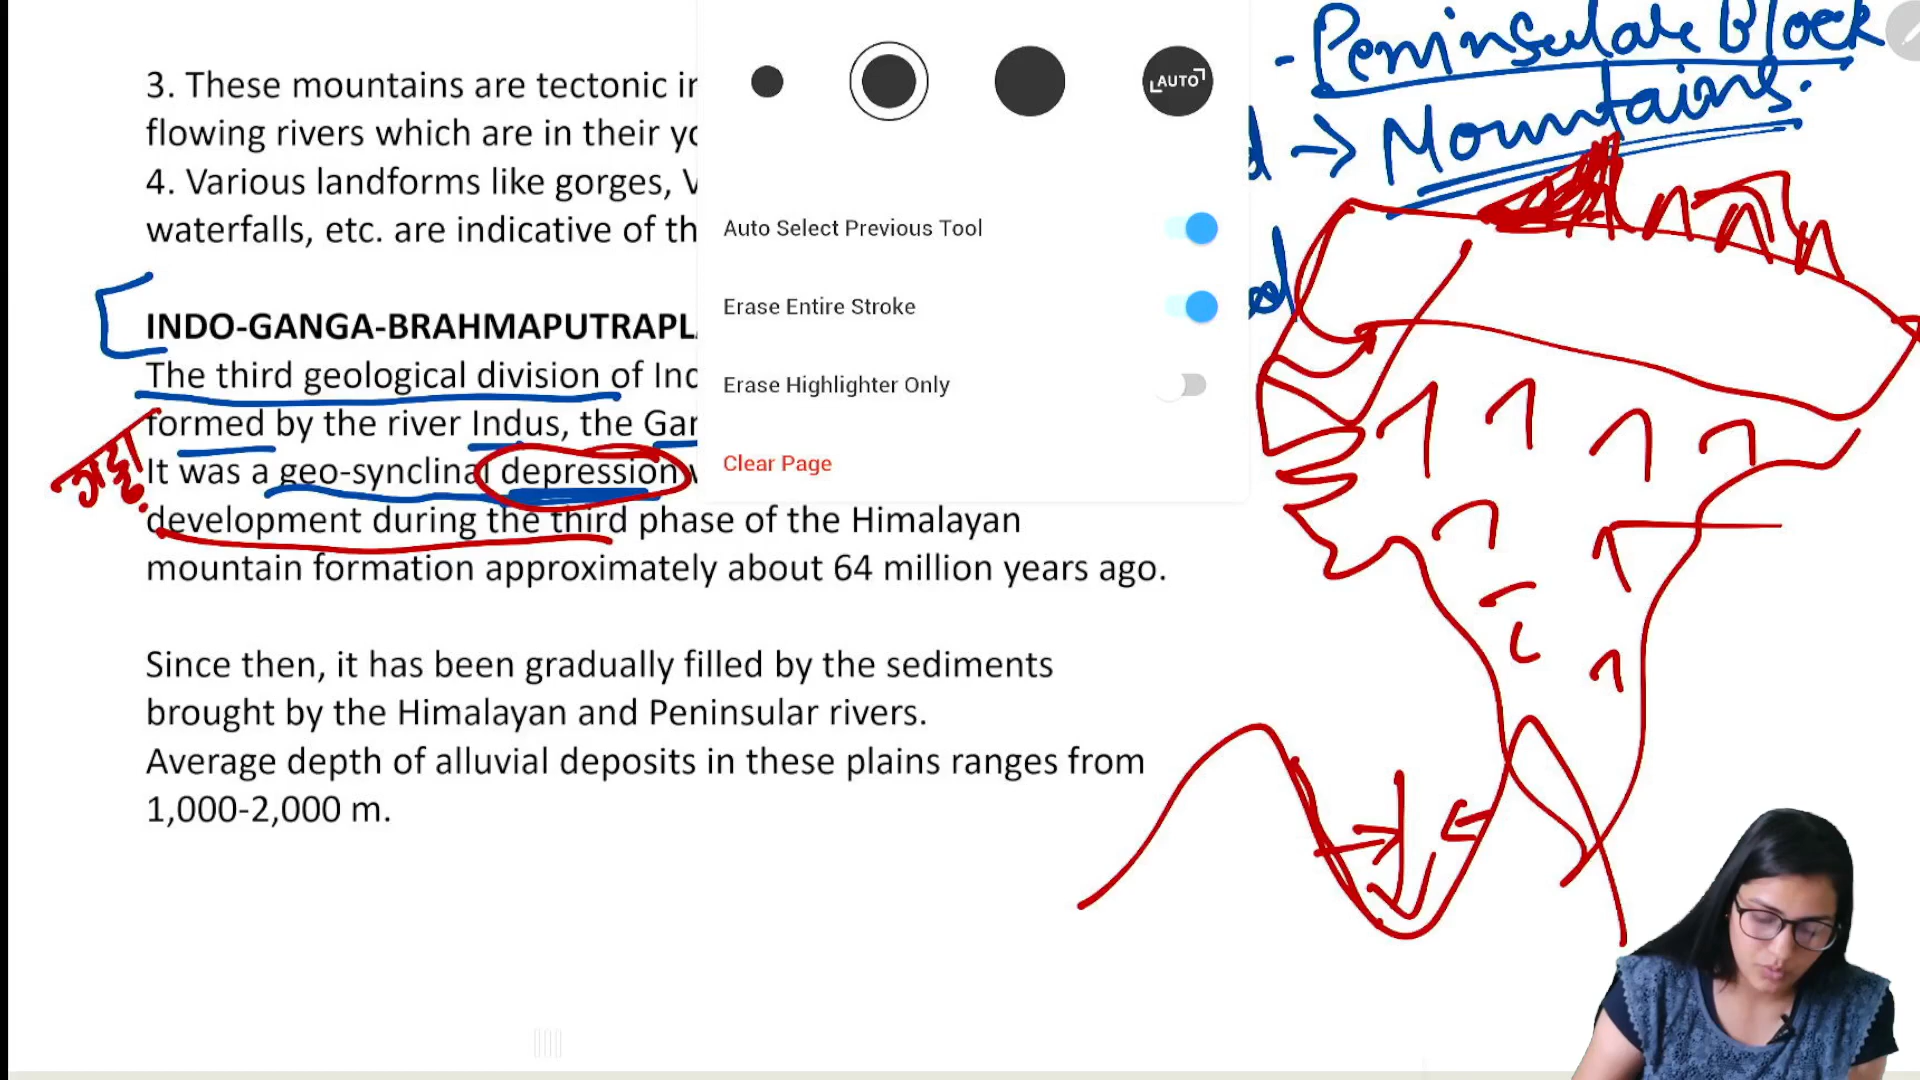 - Peninsular Block
→ Mountains.
3. These mountains are tectonic in
flowing rivers which are in their yo
4. Various landforms like gorges, V
waterfalls, etc. are indicative of th
INDO-GANGA-BRAHMAPUTRAPLA
The third geological division of Ind
formed by the river Indus, the Gan
It was a geo-synclinal depression
development during the third phase of the Himalayan
mountain formation approximately about 64 million years ago.
Since then, it has been gradually filled by the sediments
brought by the Himalayan and Peninsular rivers.
Average depth of alluvial deposits in these plains ranges from
1,000-2,000 m.
AUTO
Auto Select Previous Tool
Erase Entire Stroke
Erase Highlighter Only
Clear Page